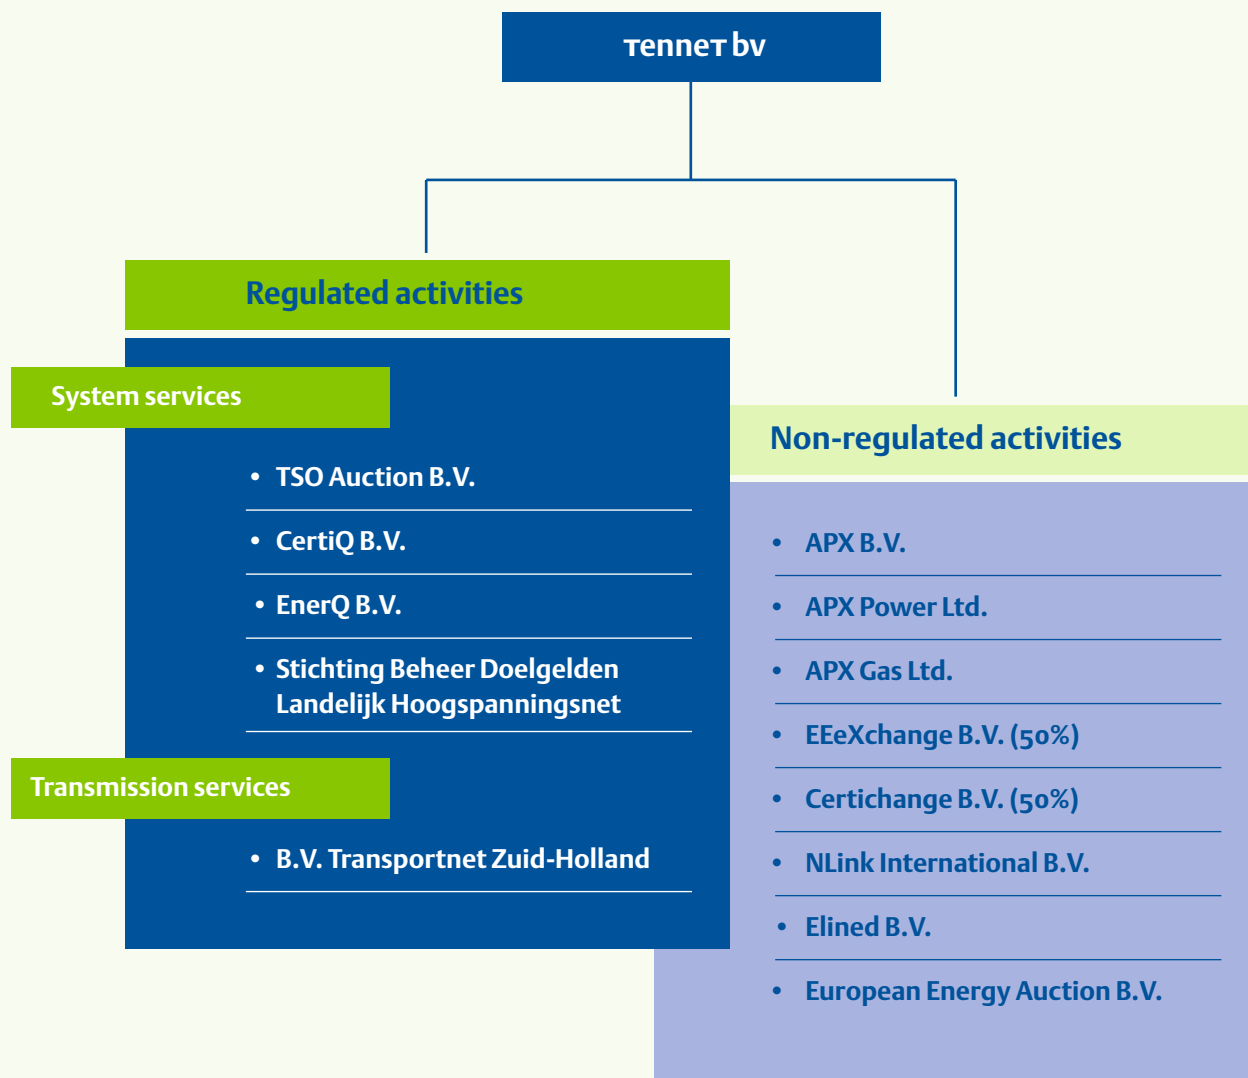 TenneT bv
Regulated activities
System services
• TSO Auction B.V.
• CertiQ B.V.
• EnerQ B.V.
• Stichting Beheer Doelgelden
Landelijk Hoogspanningsnet
Transmission services
• B.V. Transportnet Zuid-Holland
Non-regulated activities
• APX B.V.
• APX Power Ltd.
• APX Gas Ltd.
• EEeXchange B.V. (50%)
• Certichange B.V. (50%)
• NLink International B.V.
• Elined B.V.
• European Energy Auction B.V.